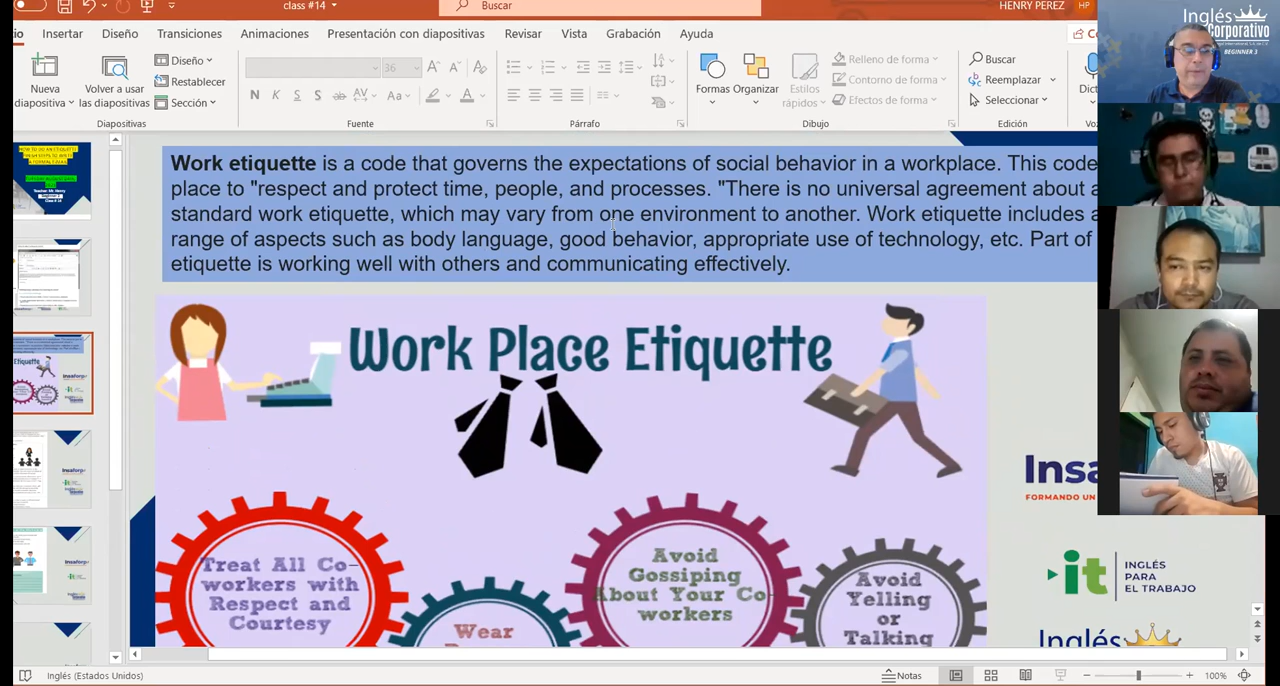 class #14
Buscar
HENRY PEREZ
HP
Insertar
Diseño
Transiciones
Animaciones
Presentación con diapositivas
Revisar
Vista
Grabación
Ayuda
Nueva diapositiva
Volver a usar las diapositivas
Diseño
Restablecer
Sección
Diapositivas
36
N K S S ab AV Aa A
Fuente
Párrafo
Formas
Organizar
Estilos rápidos
Relleno de forma
Contorno de forma
Efectos de forma
Dibujo
Buscar
Reemplazar
Seleccionar
Edición
Inglés
Corporativo
BEGINNER 3
Work etiquette is a code that governs the expectations of social behavior in a workplace. This code
place to "respect and protect time, people, and processes. "There is no universal agreement about a
standard work etiquette, which may vary from one environment to another. Work etiquette includes a
range of aspects such as body language, good behavior, appropriate use of technology, etc. Part of
etiquette is working well with others and communicating effectively.
Work Place Etiquette
Treat All Co-
workers with
Respect and
Courtesy
Wear
Avoid
Gossiping
About Your Co-
workers
Avoid
Yelling
or
Talking
Insa
FORMANDO UN
it
INGLÉS
PARA
EL TRABAJO
Inglés
Inglés (Estados Unidos)
Notas
100%